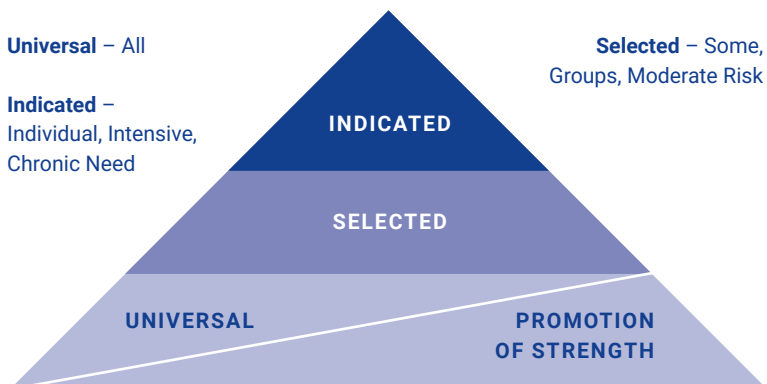 Universal – All
Indicated –
Individual, Intensive,
Chronic Need
Selected – Some,
Groups, Moderate Risk
INDICATED
SELECTED
UNIVERSAL
PROMOTION
OF STRENGTH